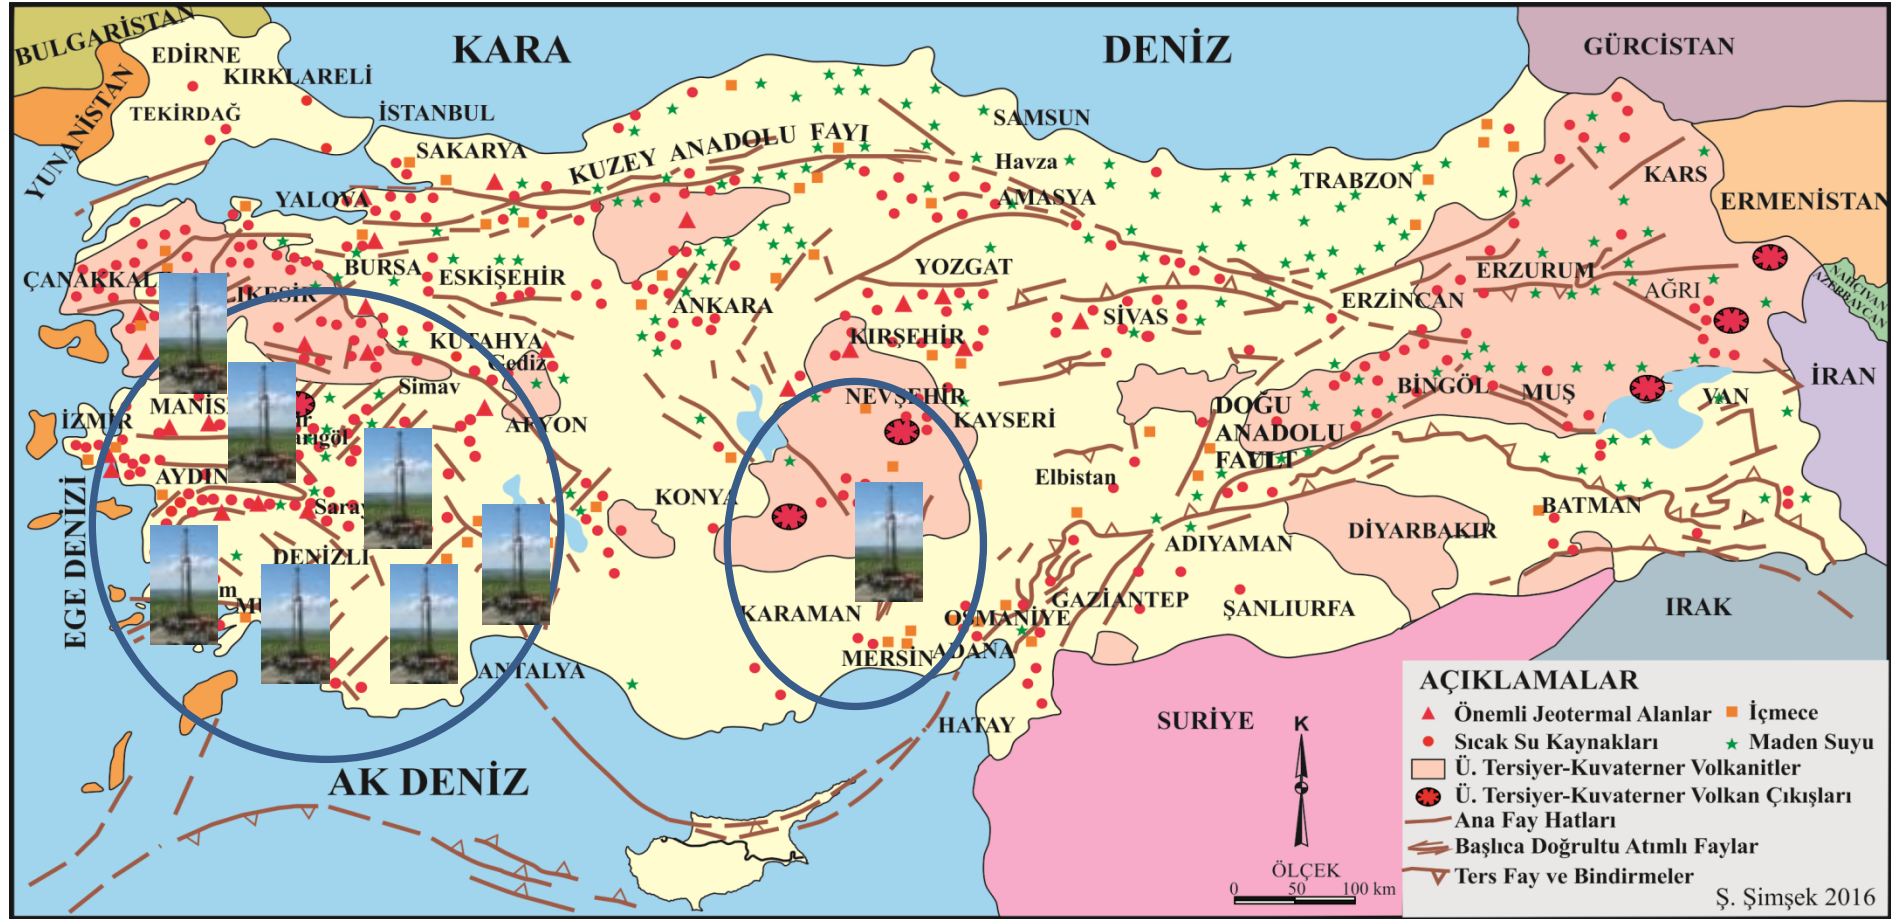 BULGARİSTAN
YUNANİSTAN
EDİRNE
KIRKLARELİ
TEKİRDAĞ
İSTANBUL
KARA
DENİZ
GÜRCİSTAN
SAKARYA
KUZEY ANADOLU FAYI
SAMSUN
Havza
TRABZON
KARS
ERMENİSTAN
YALOVA
AMASYA
NAHÇIVAN
AZERBAYCAN
ÇANAKKAL
LIKESİR
BURSA
ESKİŞEHİR
ANKARA
YOZGAT
ERZURUM
AĞRI
ERZİNCAN
SİVAS
KIRŞEHİR
KÜTAHYA
Gediz
Simav
İRAN
MANİS
NEVŞEHİR
KAYSERİ
BİNGÖL
MUŞ
VAN
İZMİR
AFYON
DOĞU
ANADOLU
AYDIN
Elbistan
KONYA
EGE DENİZİ
Saray
BATMAN
DİYARBAKIR
DENİZLİ
ADIYAMAN
KARAMAN
GAZİANTEP
ŞANLIURFA
IRAK
OSMANİYE
MERSİN
ADANA
ANTALYA
HATAY
SURİYE
AK DENİZ
K
ÖLÇEK
0 50 100 km
AÇIKLAMALAR
Önemli Jeotermal Alanlar
İçmece
Sıcak Su Kaynakları
Maden Suyu
Ü. Tersiyer-Kuvaterner Volkanitler
Ü. Tersiyer-Kuvaterner Volkan Çıkışları
Ana Fay Hatları
Başlıca Doğrultu Atımlı Faylar
Ters Fay ve Bindirmeler
Ş. Şimşek 2016